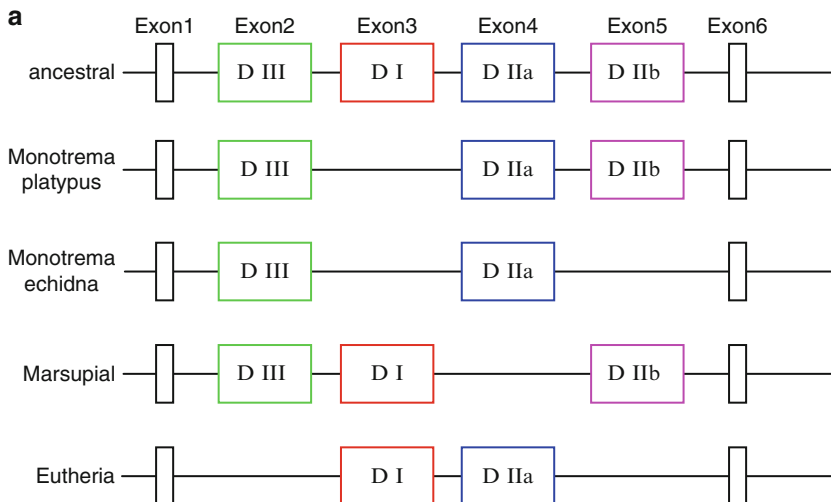 a
Exon1 Exon2 Exon3 Exon4 Exon5 Exon6
ancestral D III D I D IIa D IIb
Monotrema
platypus D III D IIa D IIb
Monotrema
echidna D III D IIa
Marsupial D III D I D IIb
Eutheria D I D IIa